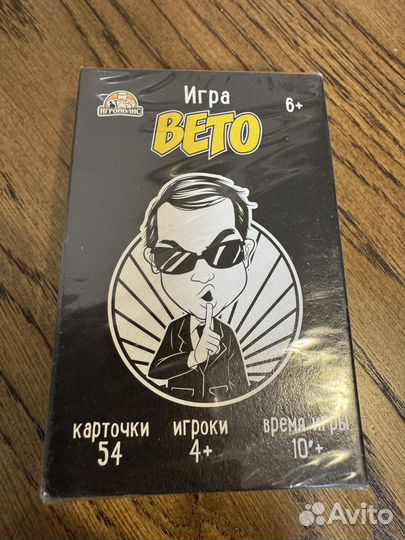 ИГРОПОЛИС
Игра
6+
ВЕТО
карточки
54
игроки
4+
время игры
10'+
Avito